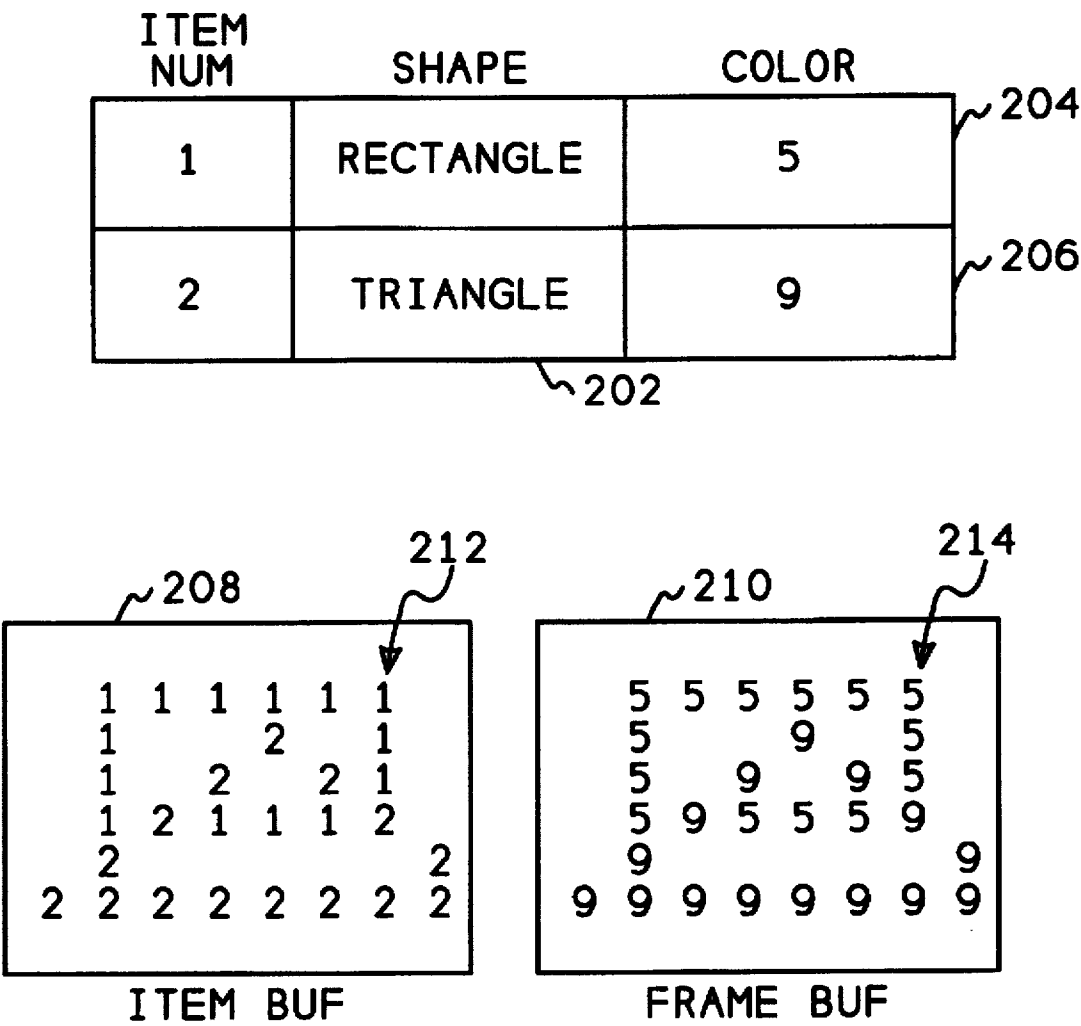 ITEM
NUM SHAPE COLOR
204
1 RECTANGLE 5
206
2 TRIANGLE 9
202
212 214
208 210
1 1 1 1 1 1 5 5 5 5 5 5
1 2 1 5 9 5
1 2 2 1 5 9 9 5
1 2 1 1 1 2 5 9 5 5 5 9
2 2 9 9
2 2 2 2 2 2 2 2 9 9 9 9 9 9 9 9
ITEM BUF FRAME BUF